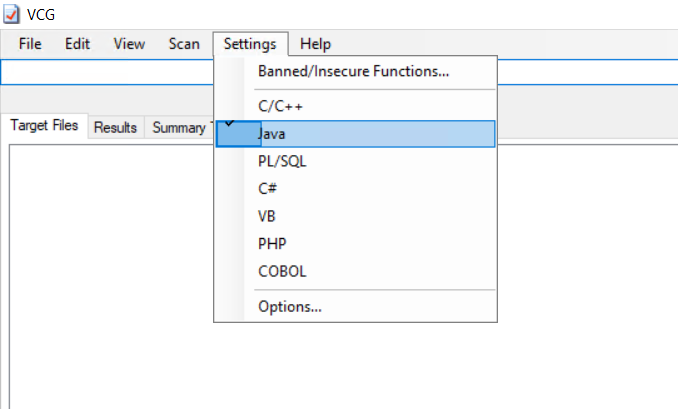 VCG
File Edit View Scan Settings Help
Banned/Insecure Functions...
C/C++
Target Files Results Summary
Java
PL/SQL
C#
VB
PHP
COBOL
Options...